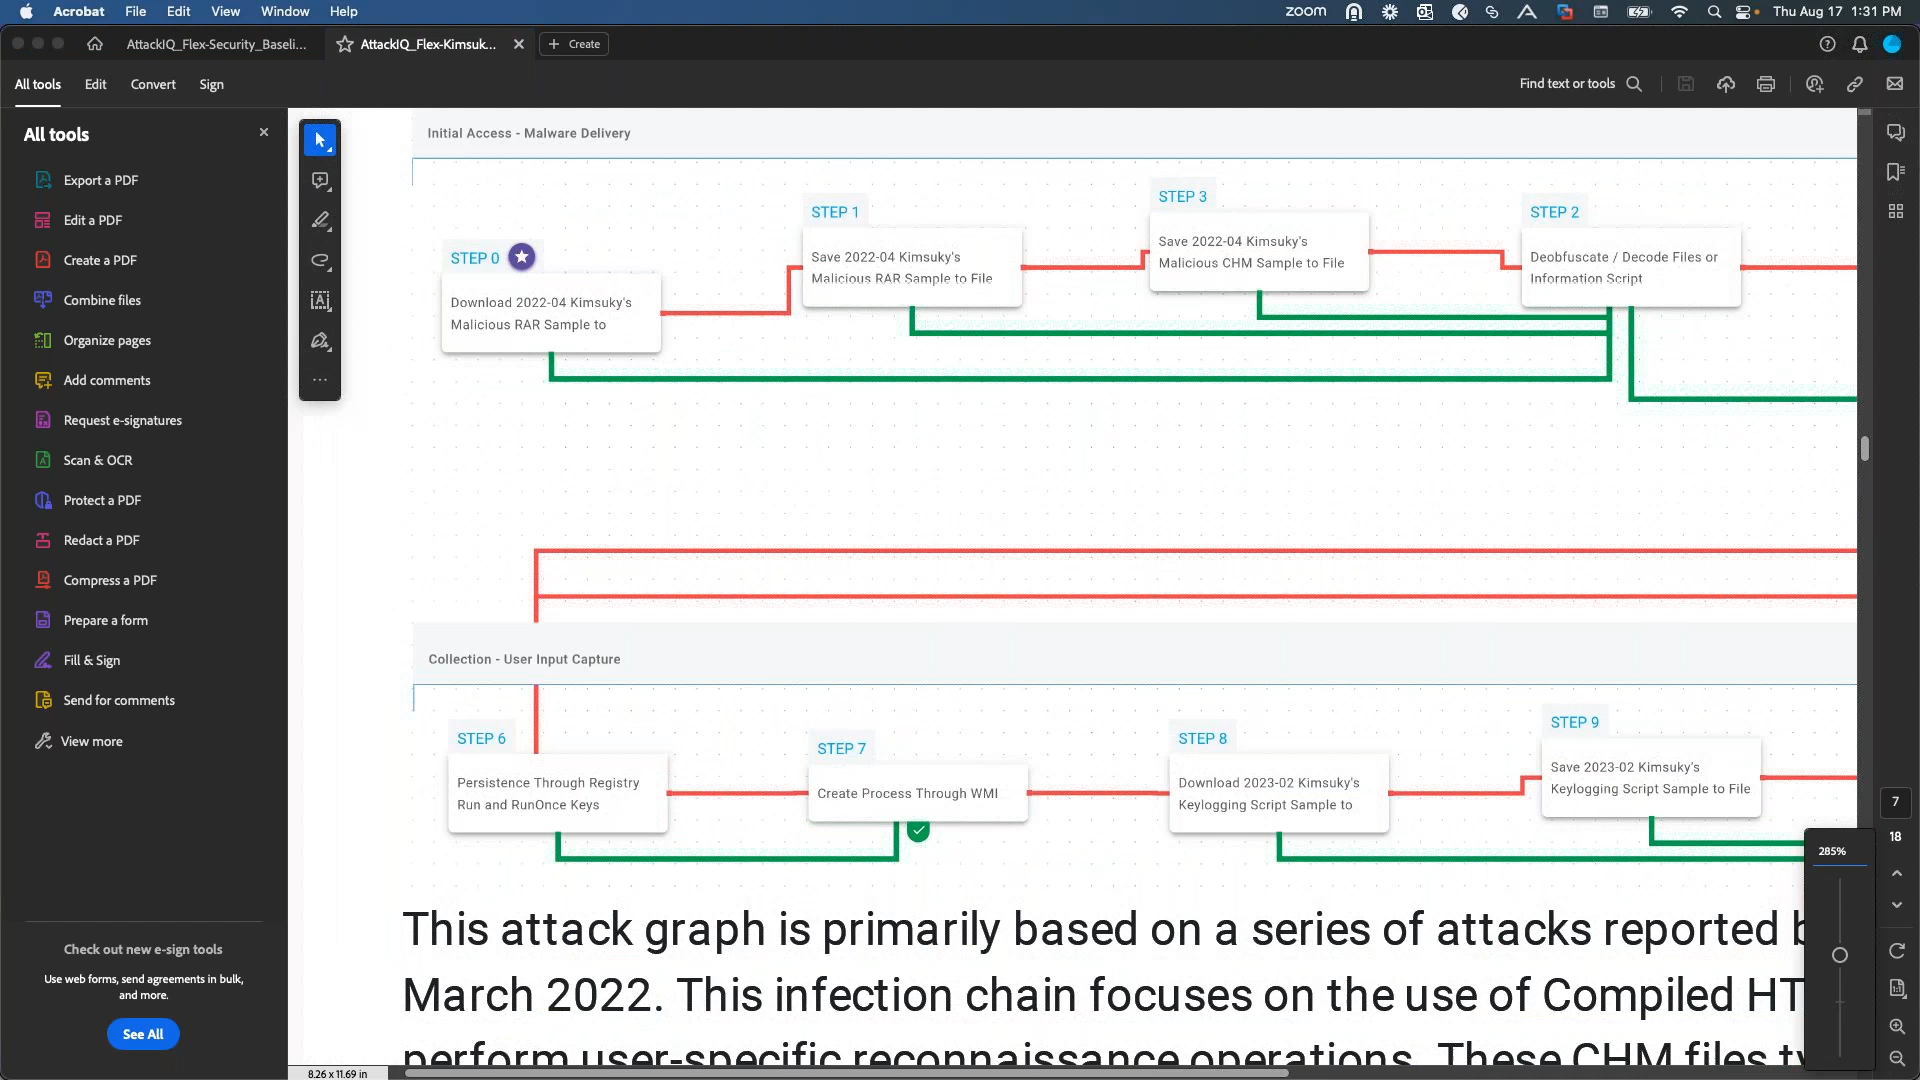 Acrobat File Edit View Window Help
zoom
Thu Aug 17 1:31 PM
AttackIQ_Flex-Security_Baseli...
AttackIQ_Flex-Kimsuk...
Create
All tools Edit Convert Sign
Find text or tools
All tools
Export a PDF
Edit a PDF
Create a PDF
Combine files
Organize pages
Add comments
Request e-signatures
Scan & OCR
Protect a PDF
Redact a PDF
Compress a PDF
Prepare a form
Fill & Sign
Send for comments
View more
Check out new e-sign tools
Use web forms, send agreements in bulk,
and more.
See All
Initial Access - Malware Delivery
STEP 0
Download 2022-04 Kimsuky's
Malicious RAR Sample to
STEP 1
Save 2022-04 Kimsuky's
Malicious RAR Sample to File
STEP 3
Save 2022-04 Kimsuky's
Malicious CHM Sample to File
STEP 2
Deobfuscate / Decode Files or
Information Script
Collection - User Input Capture
STEP 6
Persistence Through Registry
Run and RunOnce Keys
STEP 7
Create Process Through WMI
STEP 8
Download 2023-02 Kimsuky's
Keylogging Script Sample to
STEP 9
Save 2023-02 Kimsuky's
Keylogging Script Sample to File
This attack graph is primarily based on a series of attacks reported
March 2022. This infection chain focuses on the use of Compiled HT
perform user-specific reconnaissance operations. These CHM files
7
18
285%
8.26 x 11.69 in